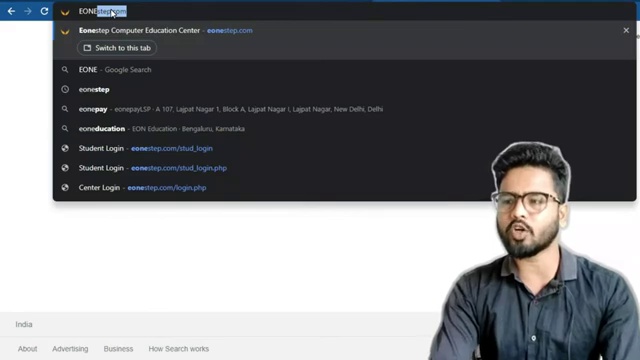 EONEstep.com
Eonestep Computer Education Center - eonestep.com
Switch to this tab
EONE - Google Search
eonestep
eonepay - eonepayLSP · A 107, Lajpat Nagar 1, Block A, Lajpat Nagar I, Lajpat Nagar, New Delhi, Delhi
eoneducation - EON Education · Bengaluru, Karnataka
Student Login - eonestep.com/stud_login
Student Login - eonestep.com/stud_login.php
Center Login - eonestep.com/login.php
India
About Advertising Business How Search works